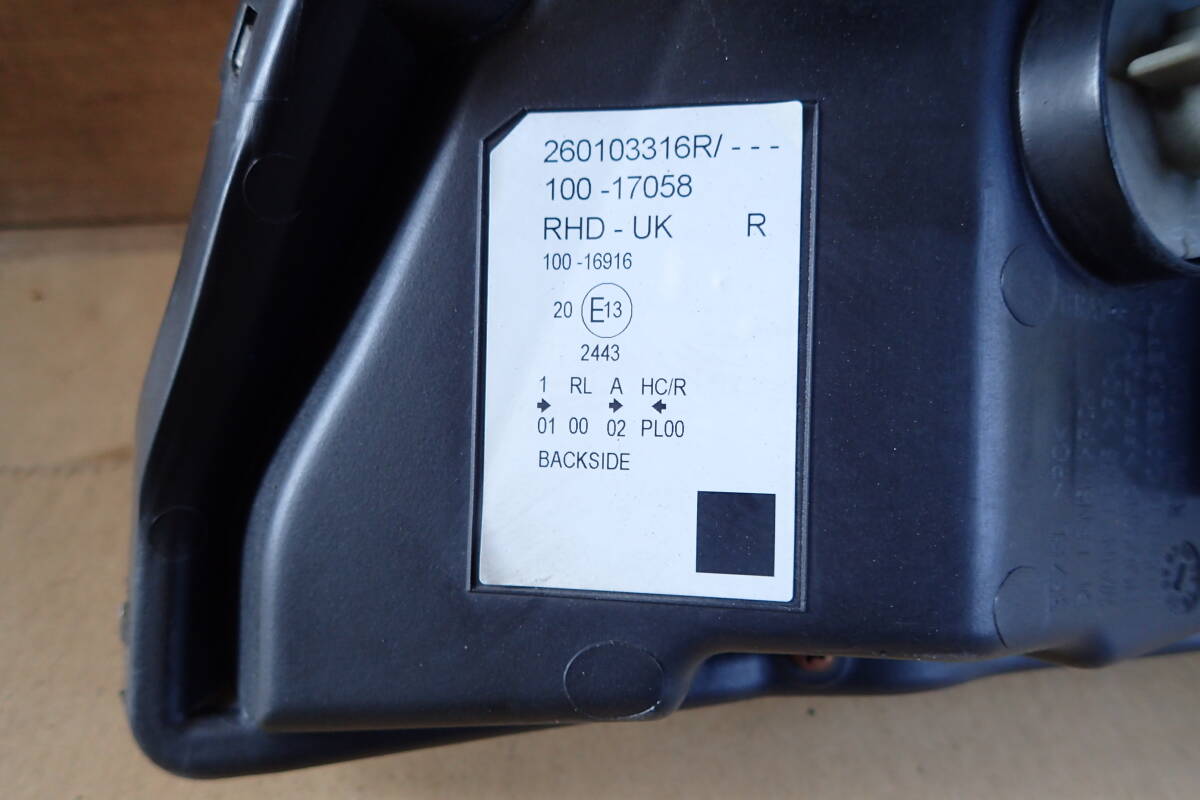 260103316R/ - - -
100 -17058
RHD - UK R
100 -16916
20 E13
2443
1 RL A HC/R
01 00 02 PL00
BACKSIDE